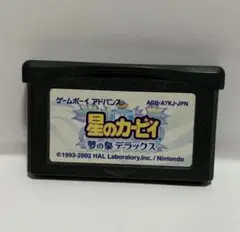 ゲームボーイ アドバンス AGB-A7KJ-JPN
星のカービィ
夢の泉デラックス
© 1993-2002 HAL Laboratory, Inc. / Nintendo